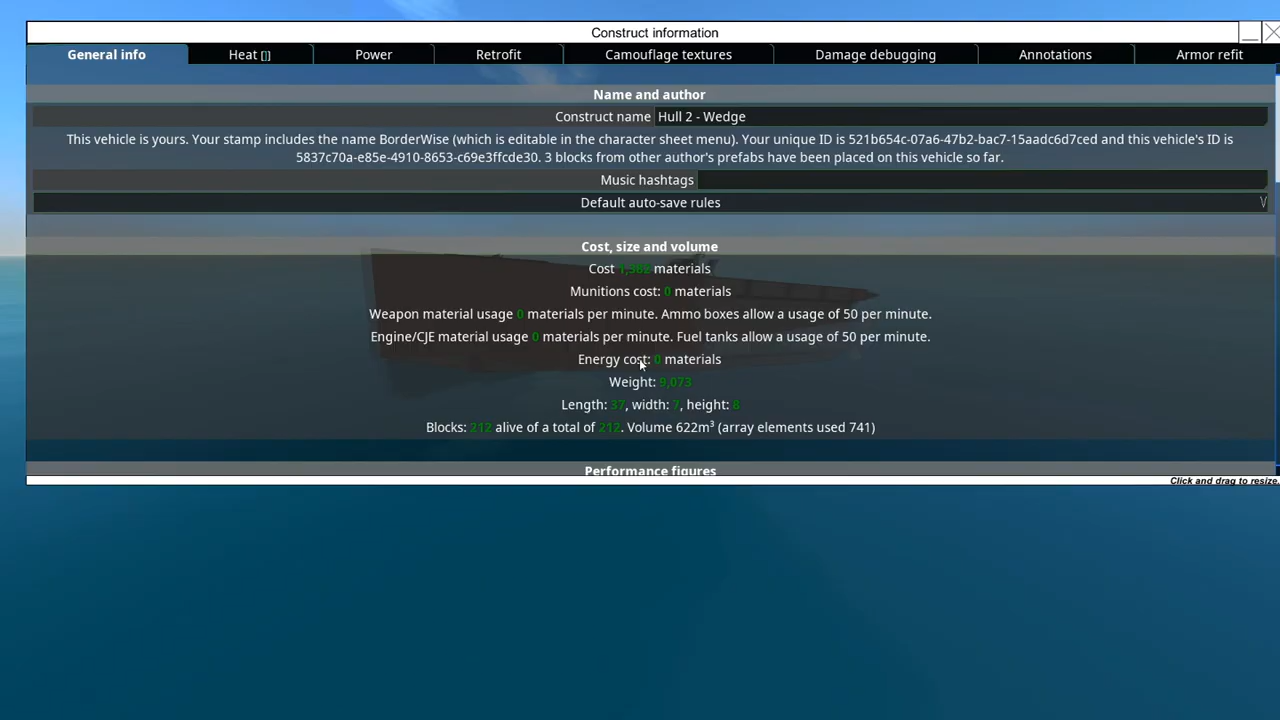 Construct information
General info Heat [] Power Retrofit Camouflage textures Damage debugging Annotations Armor refit
Name and author
Construct name Hull 2 - Wedge
This vehicle is yours. Your stamp includes the name BorderWise (which is editable in the character sheet menu). Your unique ID is 521b654c-07a6-47b2-bac7-15aadc6d7ced and this vehicle's ID is
5837c70a-e85e-4910-8653-c69e3ffcde30. 3 blocks from other author's prefabs have been placed on this vehicle so far.
Music hashtags
Default auto-save rules V
Cost, size and volume
Cost materials
Munitions cost: 0 materials
Weapon material usage 0 materials per minute. Ammo boxes allow a usage of 50 per minute.
Engine/CJE material usage 0 materials per minute. Fuel tanks allow a usage of 50 per minute.
Energy cost: 0 materials
Weight: 9,073
Length: 37, width: 7, height: 8
Blocks: 212 alive of a total of 212. Volume 622m³ (array elements used 741)
Performance figures
Click and drag to resize.